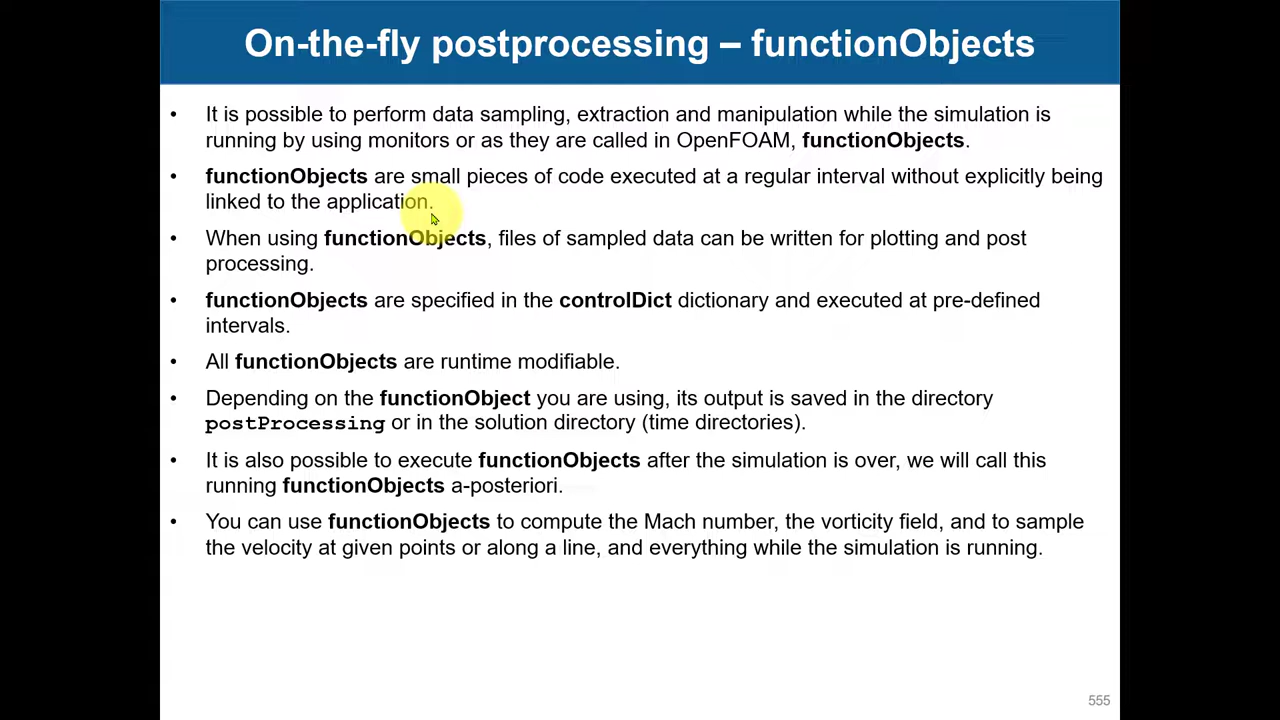 On-the-fly postprocessing – functionObjects
• It is possible to perform data sampling, extraction and manipulation while the simulation is
running by using monitors or as they are called in OpenFOAM, functionObjects.
• functionObjects are small pieces of code executed at a regular interval without explicitly being
linked to the application.
• When using functionObjects, files of sampled data can be written for plotting and post
processing.
• functionObjects are specified in the controlDict dictionary and executed at pre-defined
intervals.
• All functionObjects are runtime modifiable.
• Depending on the functionObject you are using, its output is saved in the directory
postProcessing or in the solution directory (time directories).
• It is also possible to execute functionObjects after the simulation is over, we will call this
running functionObjects a-posteriori.
• You can use functionObjects to compute the Mach number, the vorticity field, and to sample
the velocity at given points or along a line, and everything while the simulation is running.
555